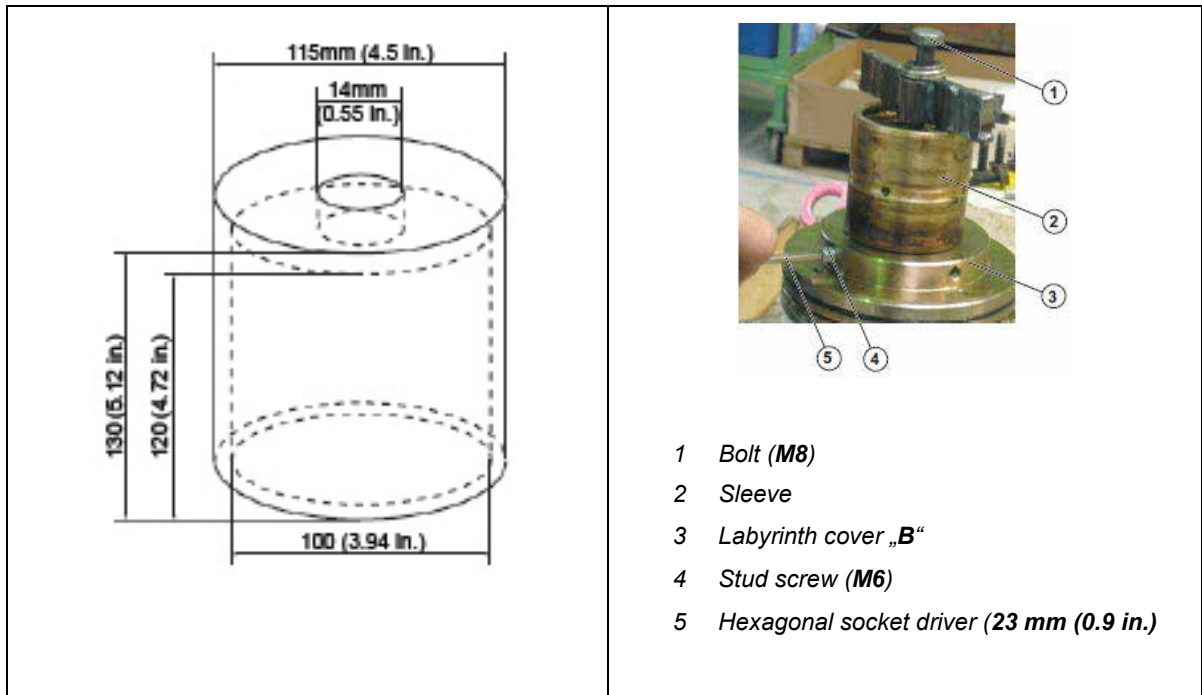 115mm (4.5 in.)
14mm
(0.55 in.)
130 (5.12 in.)
120 (4.72 in.)
100 (3.94 in.)
1
2
3
5
4
1 Bolt (M8)
2 Sleeve
3 Labyrinth cover „B“
4 Stud screw (M6)
5 Hexagonal socket driver (23 mm (0.9 in.)